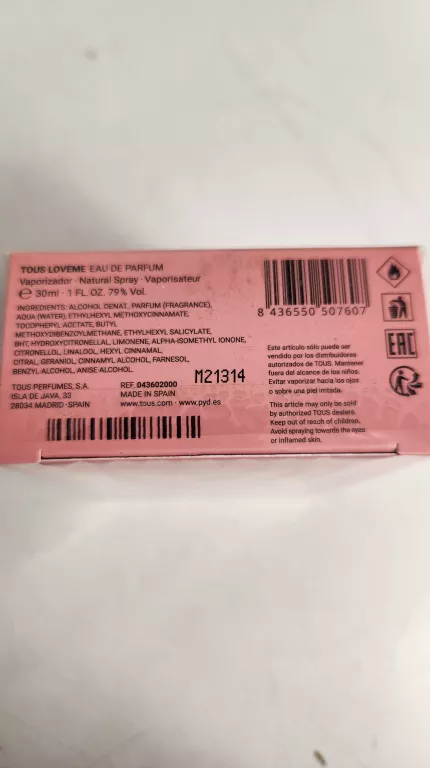 TOUS LOVEME EAU DE PARFUM
Vaporizador · Natural Spray · Vaporisateur
℮ 30ml · 1 FL. OZ. 79% Vol.
INGREDIENTS: ALCOHOL DENAT., PARFUM (FRAGRANCE),
AQUA (WATER), ETHYLHEXYL METHOXYCINNAMATE,
TOCOPHERYL ACETATE, BUTYL
METHOXYDIBENZOYLMETHANE, ETHYLHEXYL SALICYLATE,
BHT, HYDROXYCITRONELLAL, LIMONENE, ALPHA-ISOMETHYL IONONE,
CITRONELLOL, LINALOOL, HEXYL CINNAMAL,
CITRAL, GERANIOL, CINNAMYL ALCOHOL, FARNESOL,
BENZYL ALCOHOL, ANISE ALCOHOL.
TOUS PERFUMES, S.A.
ISLA DE JAVA, 33
28034 MADRID · SPAIN
REF. 043602000
MADE IN SPAIN
www.tous.com · www.pyd.es
M21314
8 436550 507607
Este artículo sólo puede ser
vendido por los distribuidores
autorizados de TOUS. Mantener
fuera del alcance de los niños.
Evitar vaporizar hacia los ojos
o sobre una piel irritada.
This article may only be sold
by authorized TOUS dealers.
Keep out of reach of children.
Avoid spraying towards the eyes
or inflamed skin.
EAC